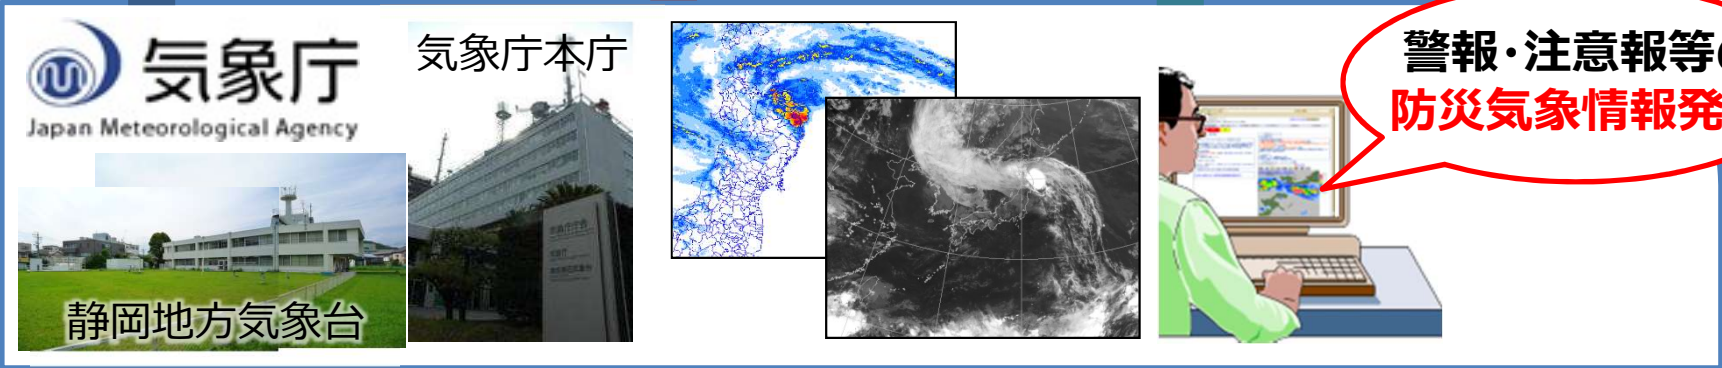 気象庁
Japan Meteorological Agency
気象庁本庁
静岡地方気象台
警報・注意報等
防災気象情報発